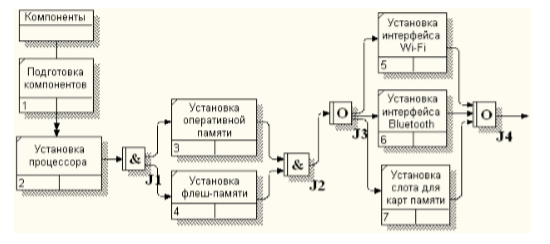 Компоненты
Подготовка
компонентов
1
Установка
процессора
2
&
J1
Установка
оперативной
памяти
3
Установка
флеш-памяти
4
&
J2
O
J3
Установка
интерфейса
Wi-Fi
5
Установка
интерфейса
Bluetooth
6
Установка
слота для
карт памяти
7
O
J4